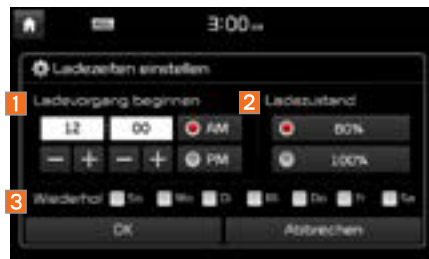 3:00
Ladezeiten einstellen
1 Ladevorgang beginnen 2 Ladezustand
12 00 AM 80%
- + - + PM 100%
3 Wiederhol So Mo Di Mi Do Fr Sa
OK Abbrechen